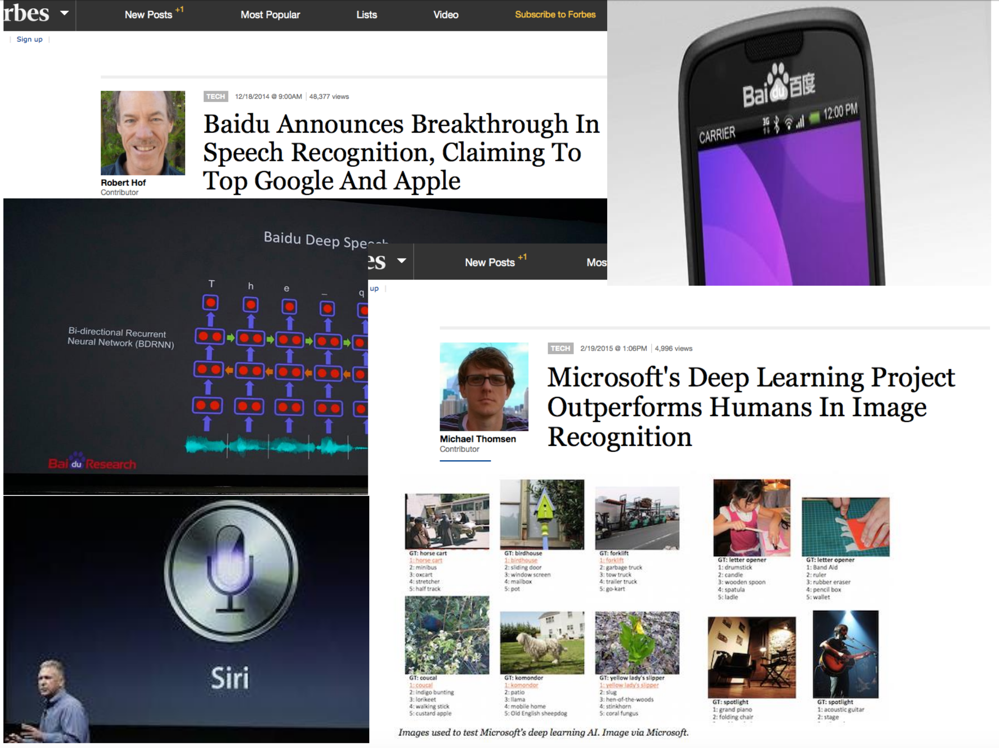 rbes
New Posts +1
Most Popular
Lists
Video
Subscribe to Forbes
Sign up
TECH 12/18/2014 @ 9:00AM 48,377 views
Baidu Announces Breakthrough In
Speech Recognition, Claiming To
Top Google And Apple
Robert Hof
Contributor
Baidu 百度
CARRIER 3G 12:00 PM
Baidu Deep Speech
T h e _ q
Bi-directional Recurrent
Neural Network (BDRNN)
Baidu Research
es
New Posts +1
Mos
up
TECH 2/19/2015 @ 1:06PM 4,996 views
Microsoft's Deep Learning Project
Outperforms Humans In Image
Recognition
Michael Thomsen
Contributor
Siri
GT: horse cart
1: horse cart
2: minibus
3: oxcart
4: stretcher
5: half track
GT: birdhouse
1: birdhouse
2: sliding door
3: window screen
4: mailbox
5: pot
GT: forklift
1: forklift
2: garbage truck
3: tow truck
4: trailer truck
5: go-kart
GT: letter opener
1: drumstick
2: candle
3: wooden spoon
4: spatula
5: ladle
GT: letter opener
1: Band Aid
2: ruler
3: rubber eraser
4: pencil box
5: wallet
GT: coucal
1: coucal
2: indigo bunting
3: lorikeet
4: walking stick
5: custard apple
GT: komondor
1: komondor
2: patio
3: llama
4: mobile home
5: Old English sheepdog
GT: yellow lady's slipper
1: yellow lady's slipper
2: slug
3: hen-of-the-woods
4: stinkhorn
5: coral fungus
GT: spotlight
1: grand piano
2: folding chair
GT: spotlight
1: acoustic guitar
2: stage
Images used to test Microsoft's deep learning AI. Image via Microsoft.